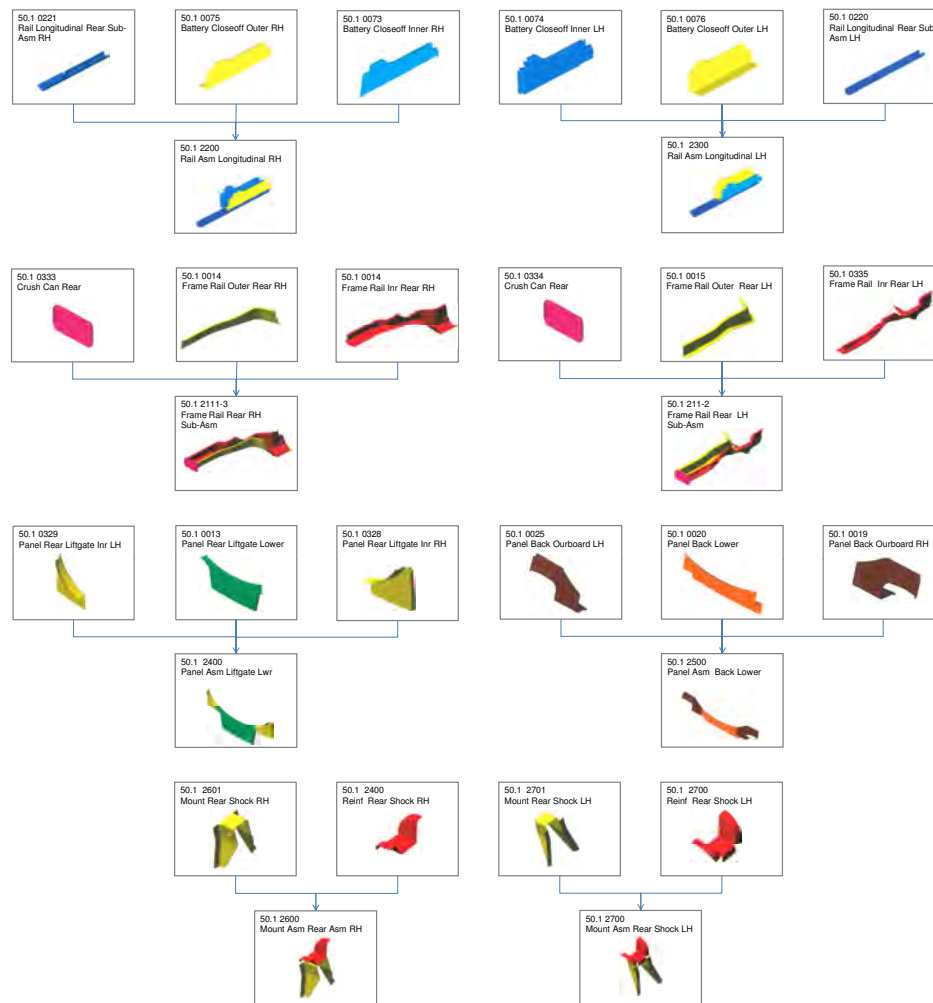 50.1 0221
Rail Longitudinal Rear Sub-
Asm RH
50.1 0075
Battery Closeoff Outer RH
50.1 0073
Battery Closeoff Inner RH
50.1 0074
Battery Closeoff Inner LH
50.1 0076
Battery Closeoff Outer LH
50.1 0220
Rail Longitudinal Rear Sub
Asm LH
50.1 2200
Rail Asm Longitudinal RH
50.1 2300
Rail Asm Longitudinal LH
50.1 0333
Crush Can Rear
50.1 0014
Frame Rail Outer Rear RH
50.1 0014
Frame Rail Inr Rear RH
50.1 0334
Crush Can Rear
50.1 0015
Frame Rail Outer Rear LH
50.1 0335
Frame Rail Inr Rear LH
50.1 2111-3
Frame Rail Rear RH
Sub-Asm
50.1 211-2
Frame Rail Rear LH
Sub-Asm
50.1 0329
Panel Rear Liftgate Inr LH
50.1 0013
Panel Rear Liftgate Lower
50.1 0328
Panel Rear Liftgate Inr RH
50.1 0025
Panel Back Ourboard LH
50.1 0020
Panel Back Lower
50.1 0019
Panel Back Ourboard RH
50.1 2400
Panel Asm Liftgate Lwr
50.1 2500
Panel Asm Back Lower
50.1 2601
Mount Rear Shock RH
50.1 2400
Reinf Rear Shock RH
50.1 2701
Mount Rear Shock LH
50.1 2700
Reinf Rear Shock LH
50.1 2600
Mount Asm Rear Asm RH
50.1 2700
Mount Asm Rear Shock LH